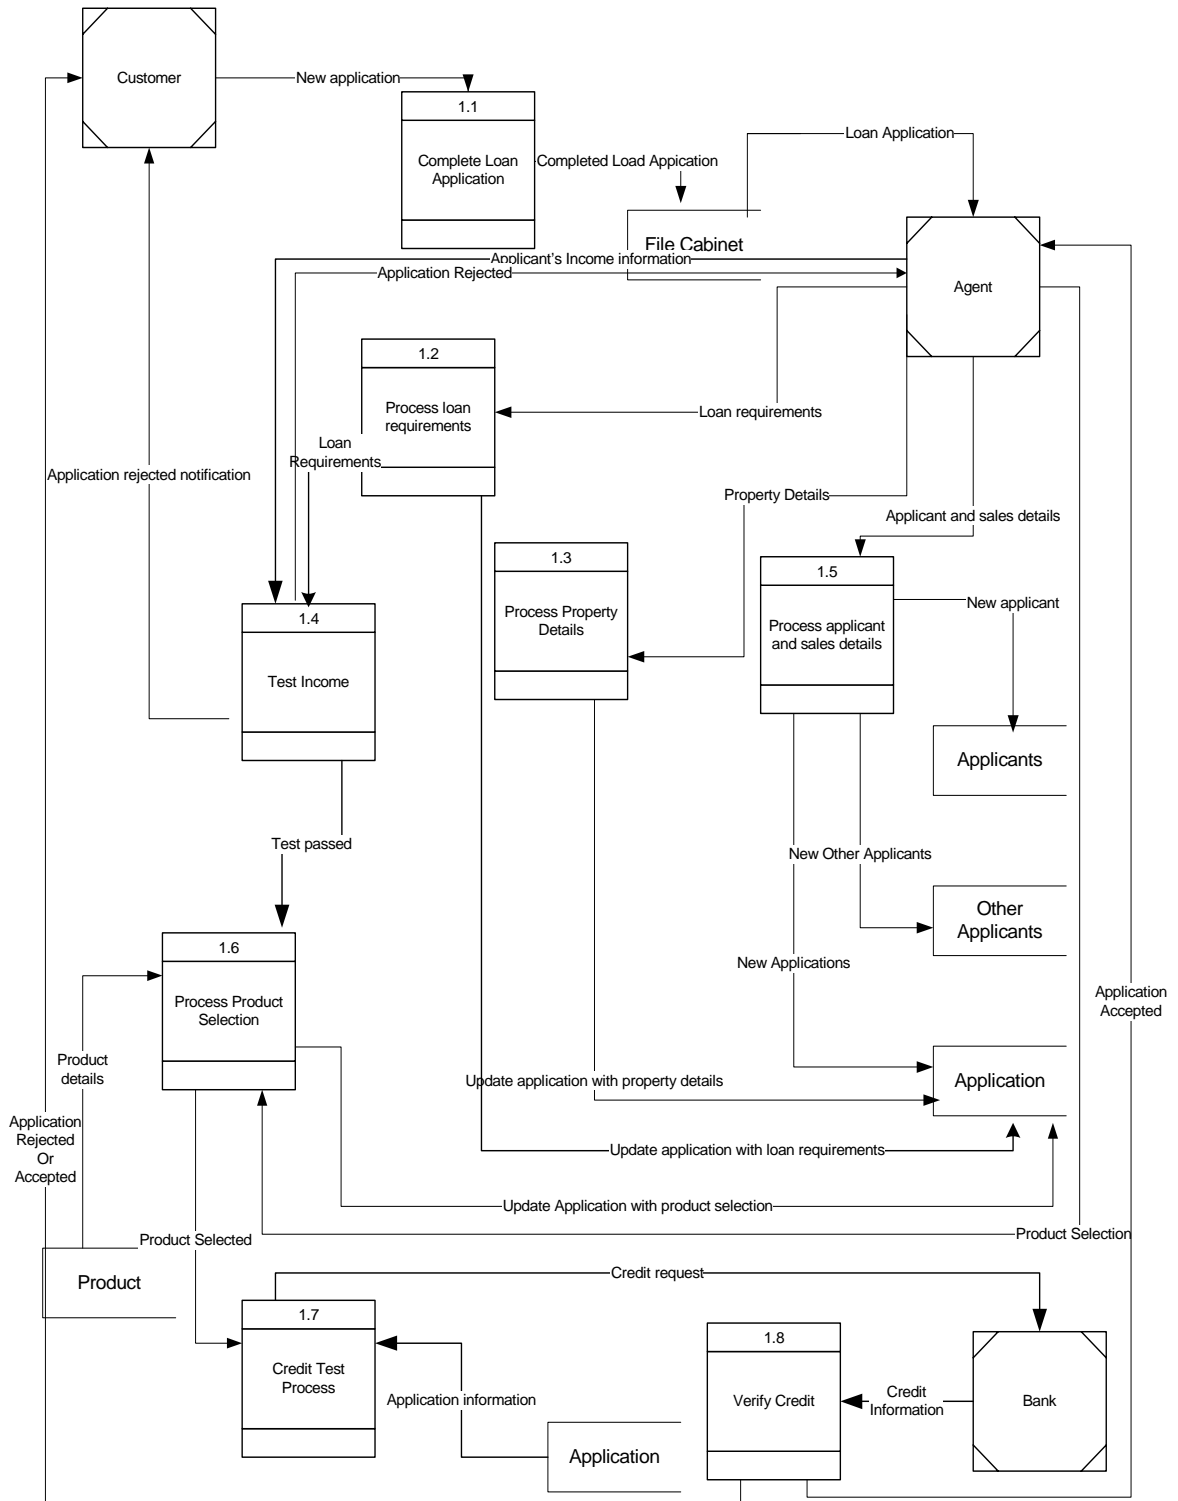 Customer
New application
1.1
Complete Loan
Application
Completed Load Appication
Loan Application
File Cabinet
Applicant's Income information
Application Rejected
Agent
1.2
Process loan
requirements
Loan requirements
Loan
Requirements
Application rejected notification
Property Details
Applicant and sales details
1.3
Process Property
Details
1.5
Process applicant
and sales details
New applicant
1.4
Test Income
Applicants
Test passed
New Other Applicants
Other
Applicants
1.6
Process Product
Selection
New Applications
Application
Accepted
Product
details
Update application with property details
Application
Application
Rejected
Or
Accepted
Update application with loan requirements
Update Application with product selection
Product Selected
Product Selection
Product
Credit request
1.7
Credit Test
Process
Application information
Application
1.8
Verify Credit
Credit
Information
Bank